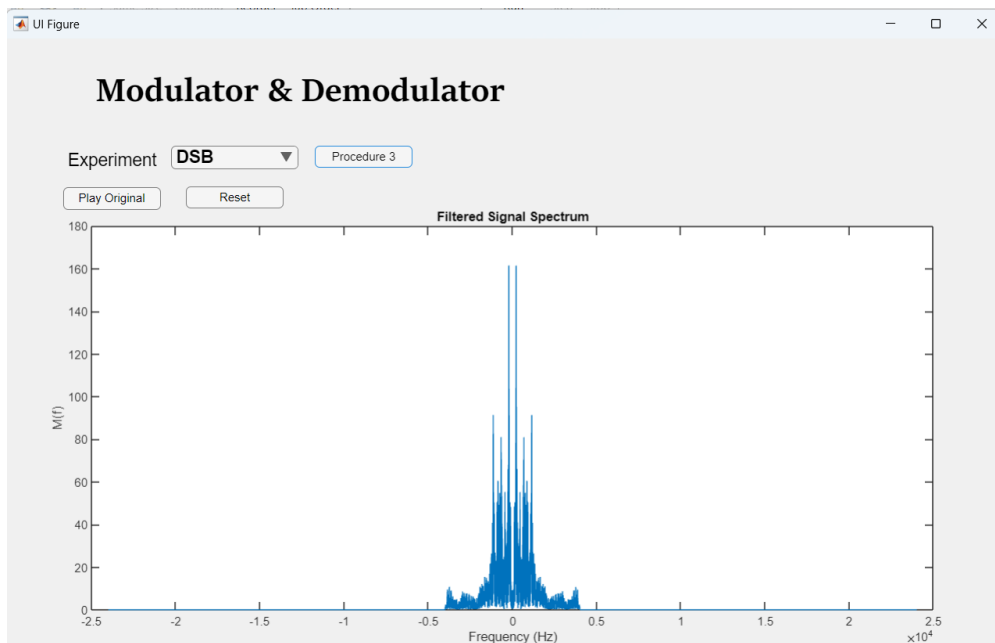 UI Figure
Modulator & Demodulator
Experiment DSB Procedure 3
Play Original Reset
Filtered Signal Spectrum
180
160
140
120
100
80
60
40
20
0
M(f)
-2.5 -2 -1.5 -1 -0.5 0 0.5 1 1.5 2 2.5
Frequency (Hz) ×10⁴